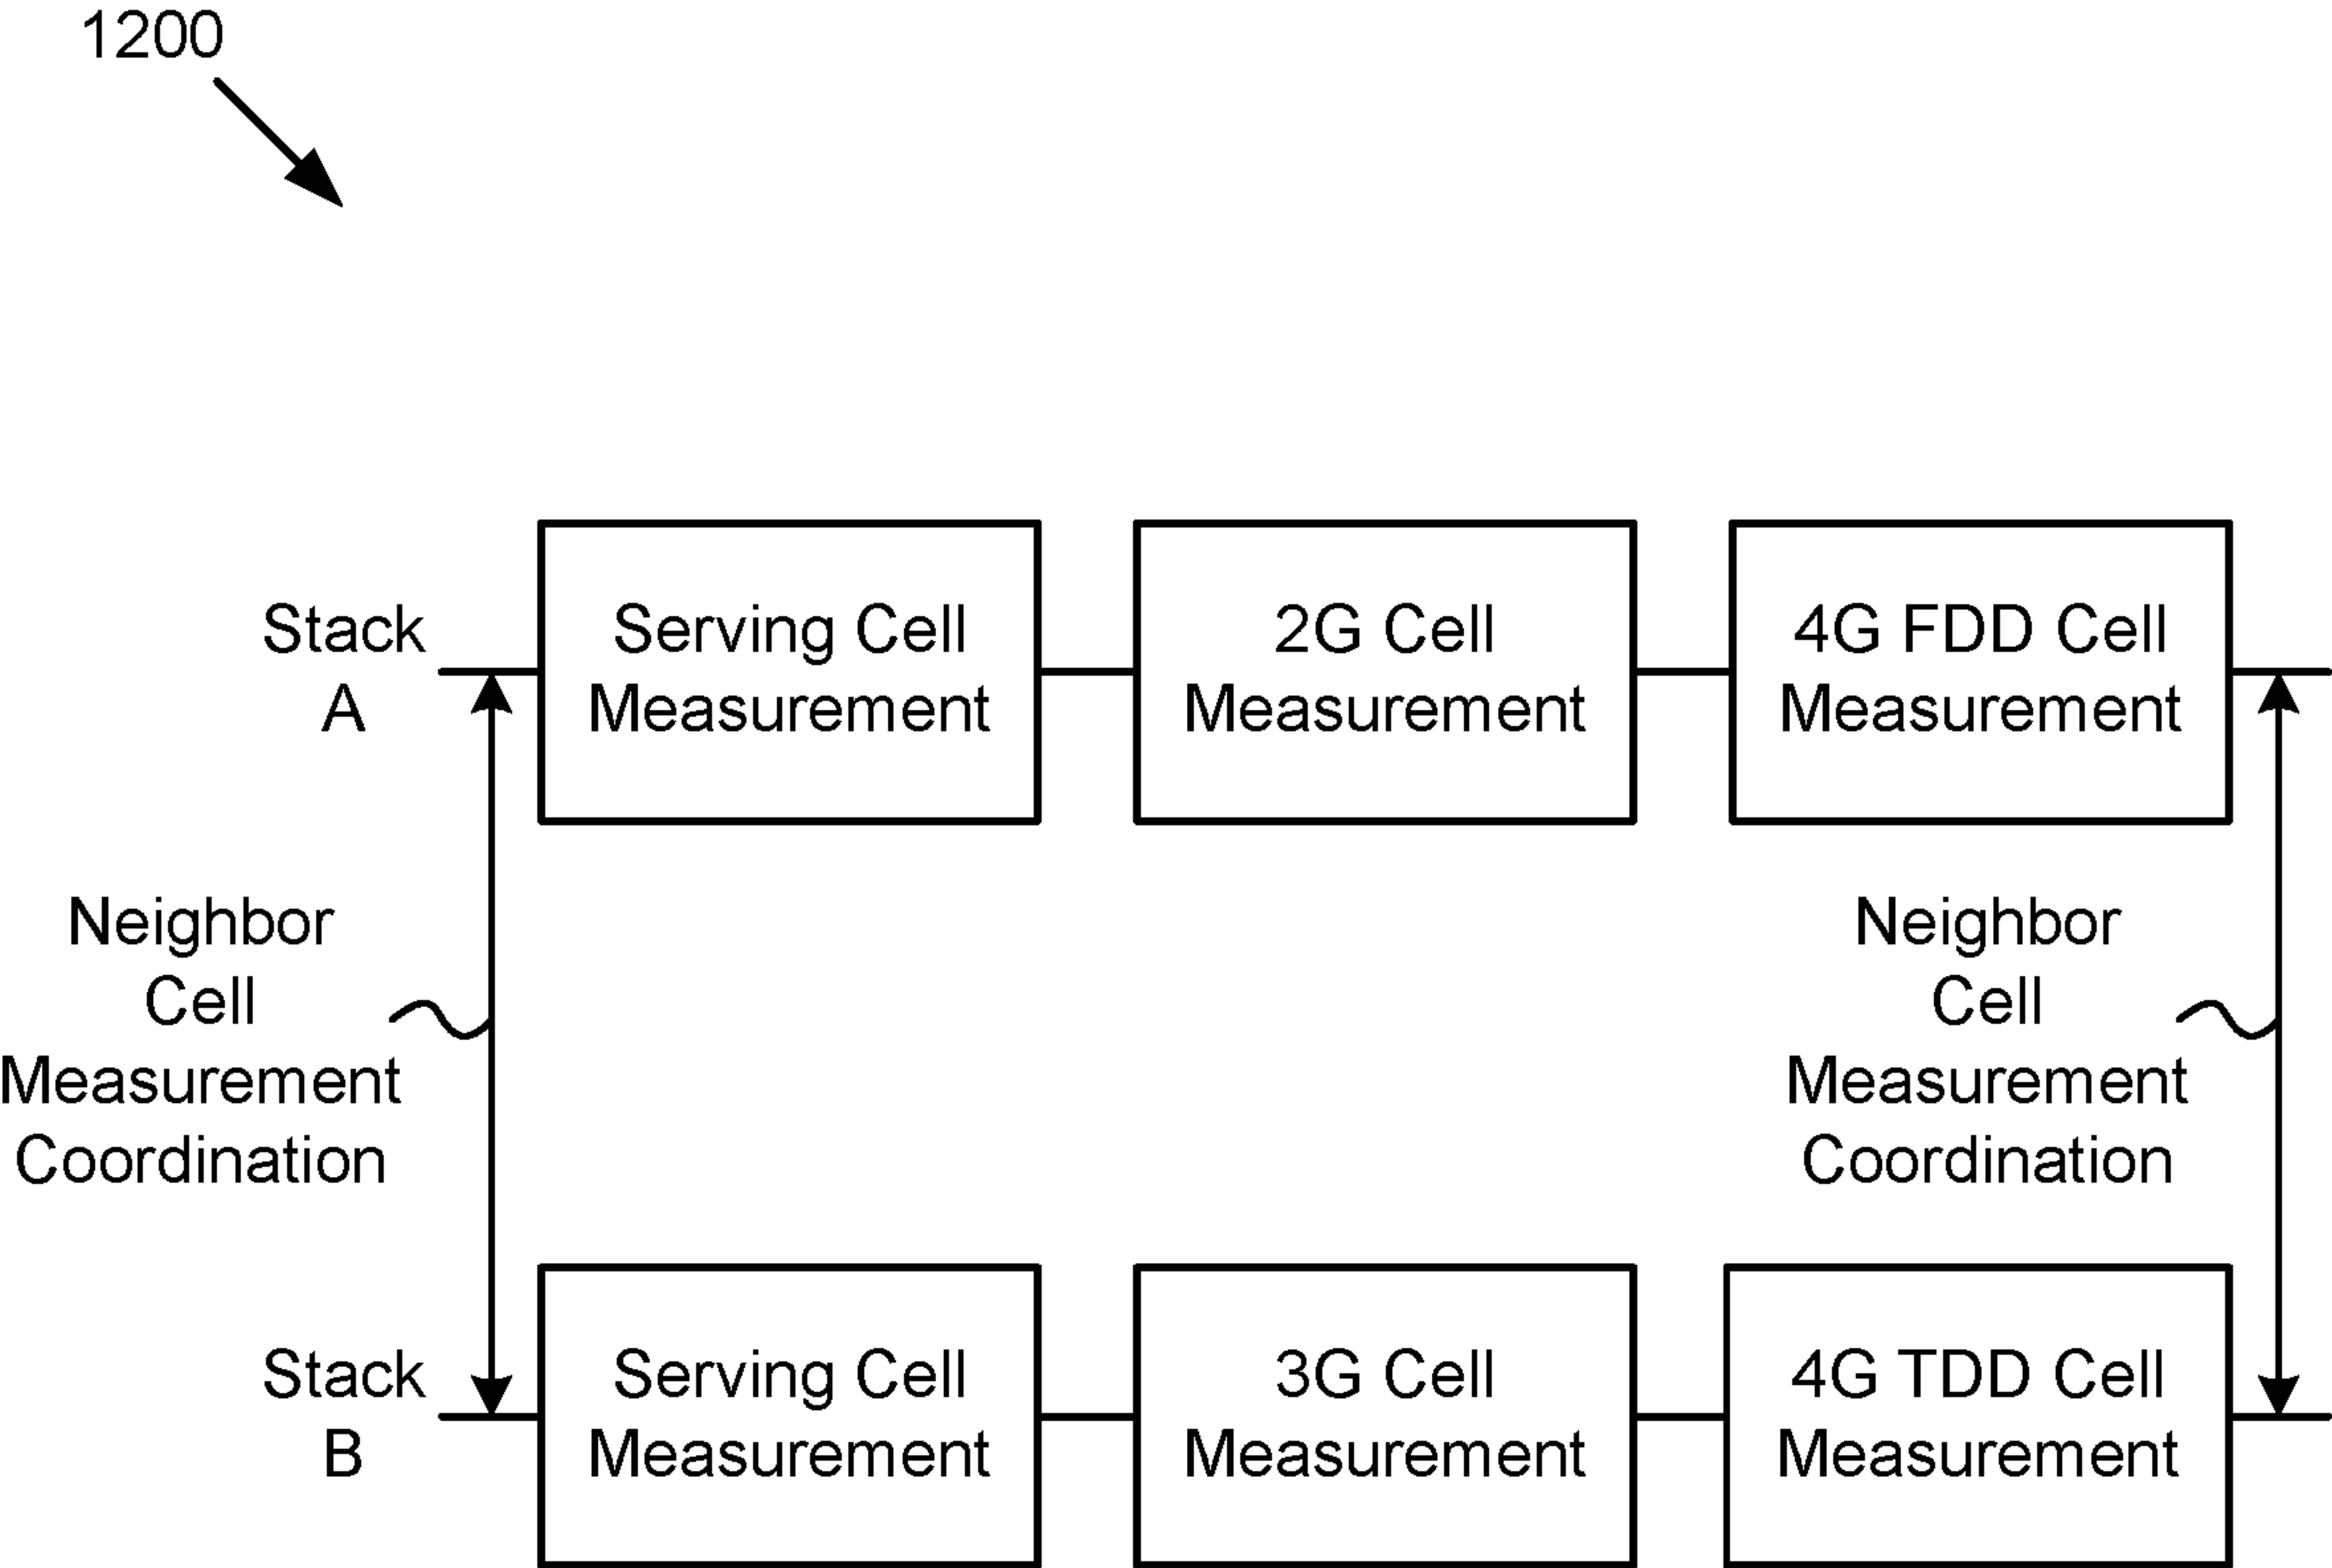 1200
Stack
A
Serving Cell
Measurement
2G Cell
Measurement
4G FDD Cell
Measurement
Neighbor
Cell
Measurement
Coordination
Neighbor
Cell
Measurement
Coordination
Stack
B
Serving Cell
Measurement
3G Cell
Measurement
4G TDD Cell
Measurement